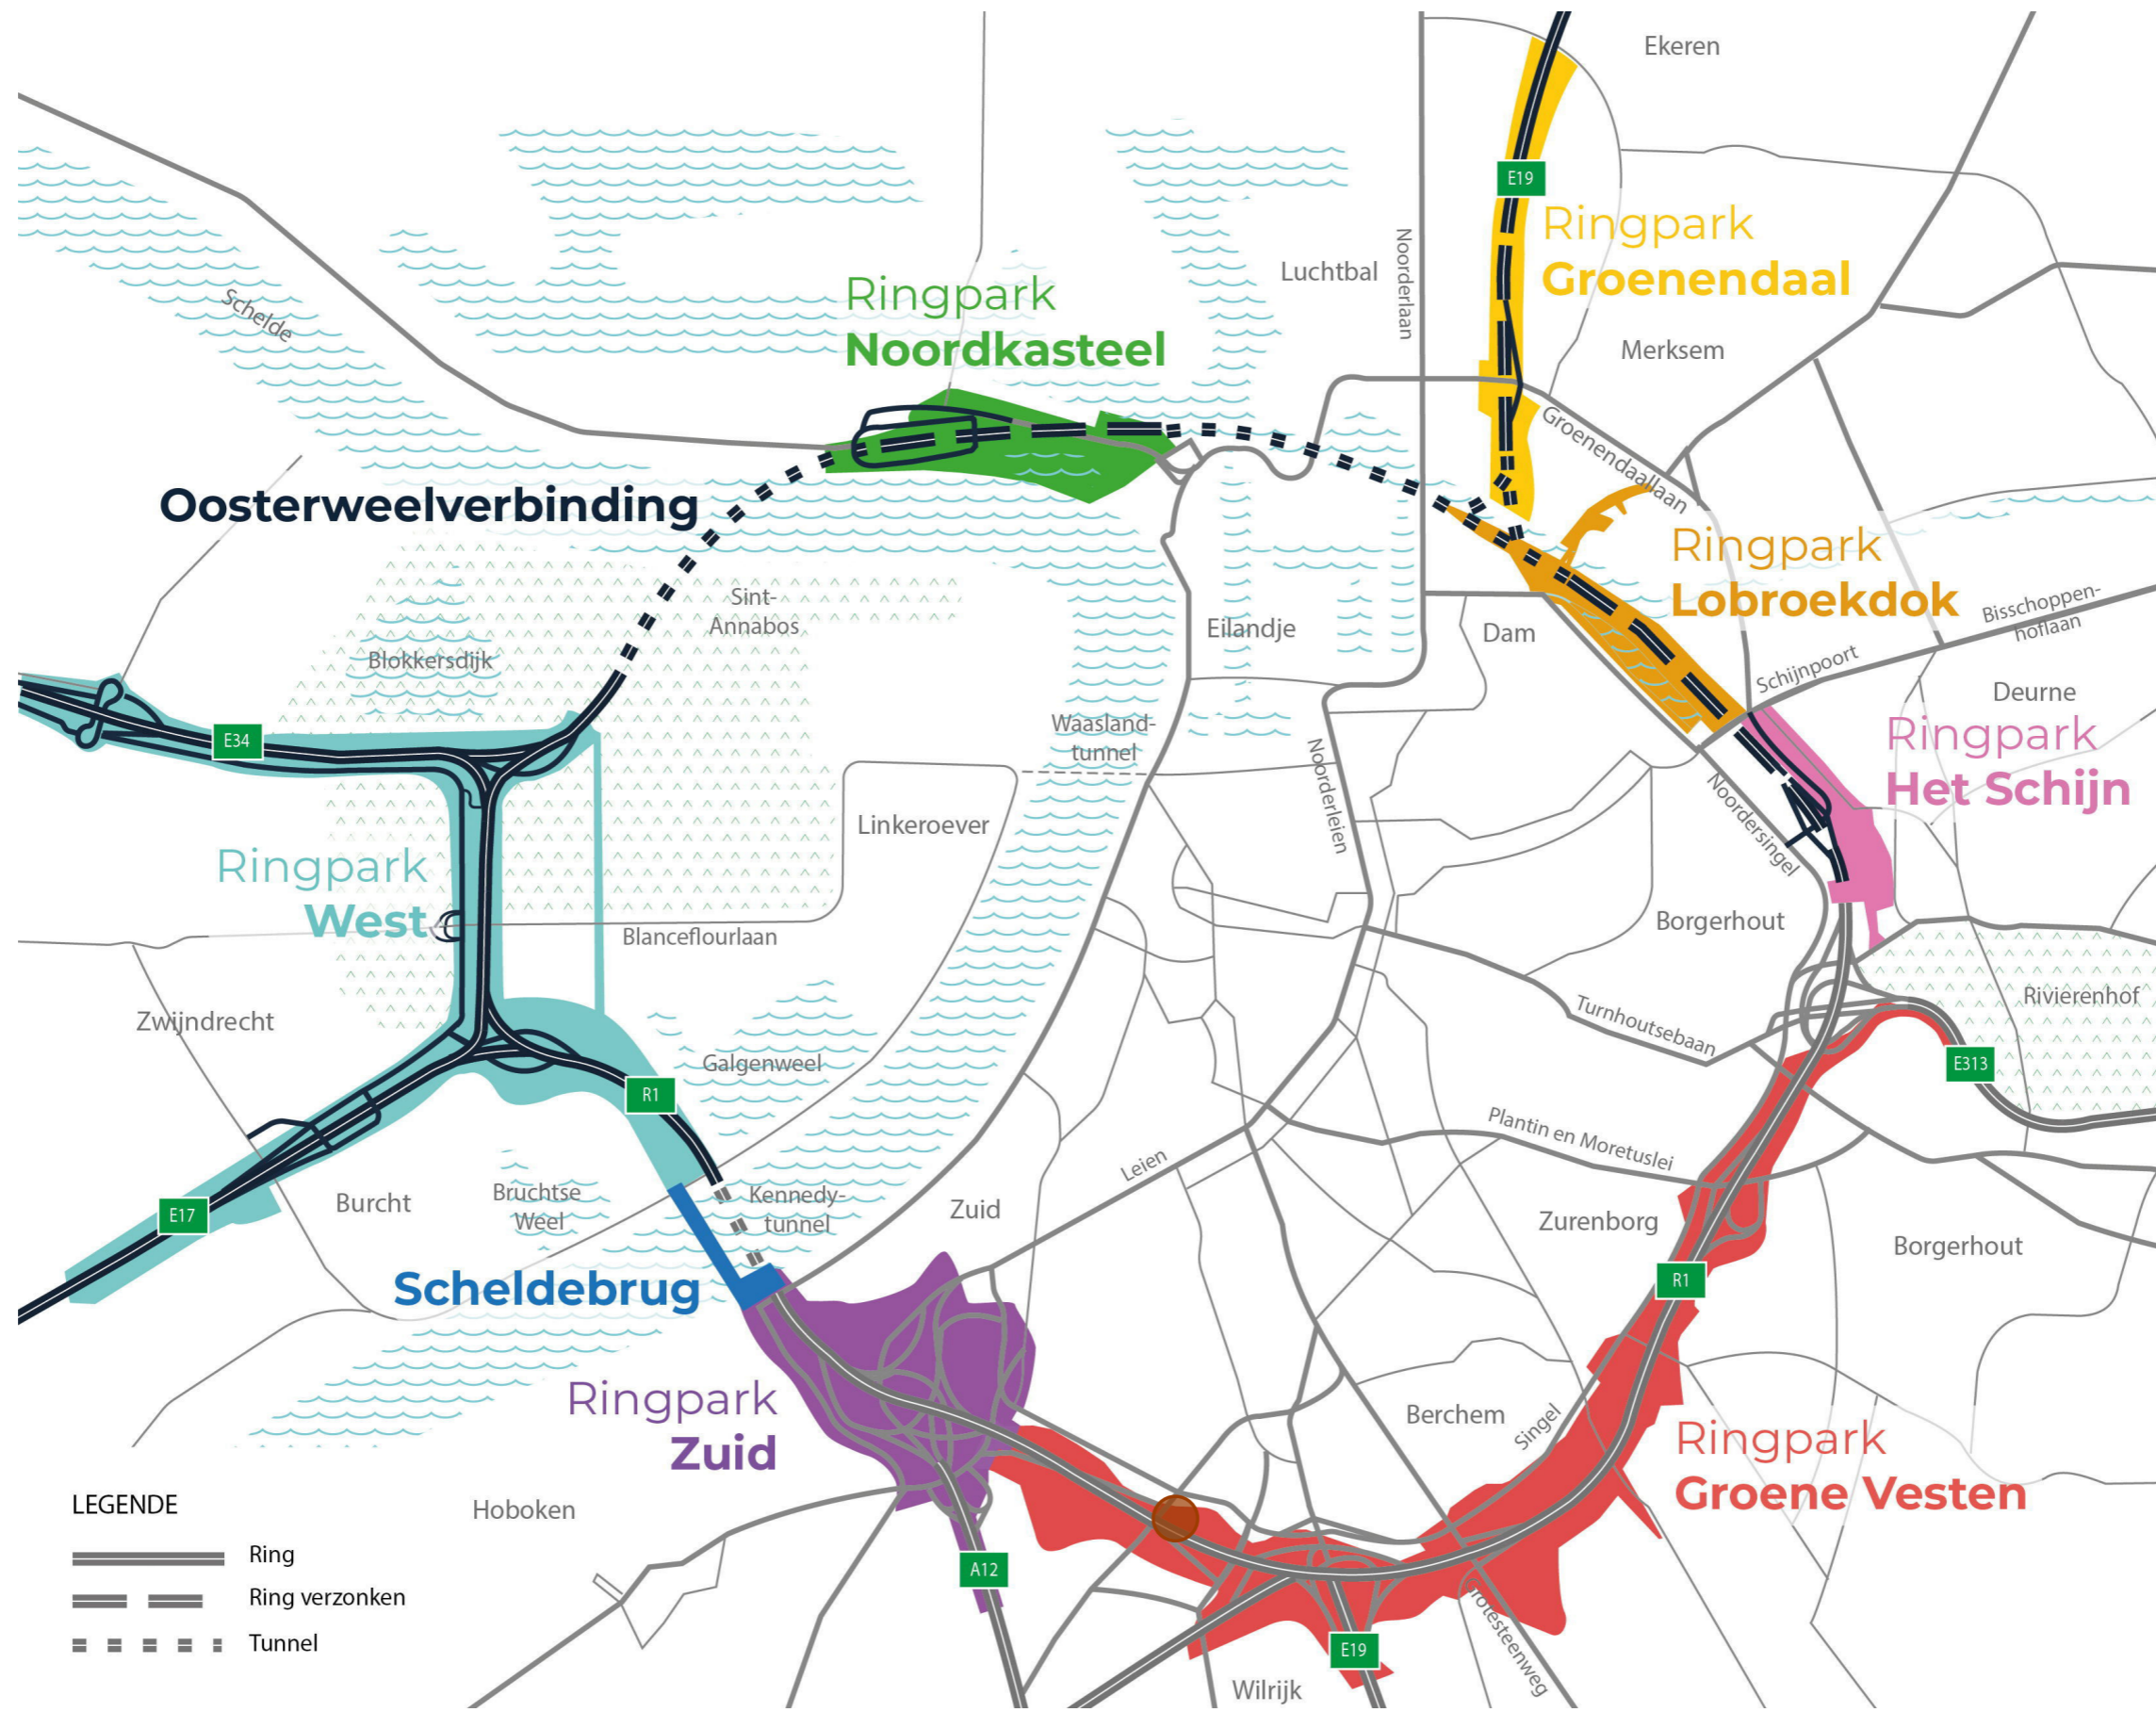 Ekeren
E19
Ringpark
Groenendaal
Luchtbal
Noorderlaan
Schelde
Ringpark
Noordkasteel
Merksem
Groenendaallaan
Oosterweelverbinding
Ringpark
Lobroekdok
Sint-
Annabos
Eilandje
Dam
Bisschoppen-
hoflaan
Blokkersdijk
Schijnpoort
Deurne
E34
Waasland-
tunnel
Ringpark
Het Schijn
Noorderleien
Noordersingel
Linkeroever
Ringpark
West
Blanceflourlaan
Borgerhout
Zwijndrecht
Turnhoutsebaan
Rivierenhof
Galgenweel
E313
R1
Plantin en Moretuslei
Leien
Burcht
Bruchtse
Weel
Kennedy-
tunnel
Zuid
Zurenborg
E17
Borgerhout
Scheldebrug
R1
Ringpark
Zuid
Berchem
Singel
Ringpark
Groene Vesten
LEGENDE
Hoboken
Ring
A12
Ring verzonken
Tunnel
E19
Wilrijk